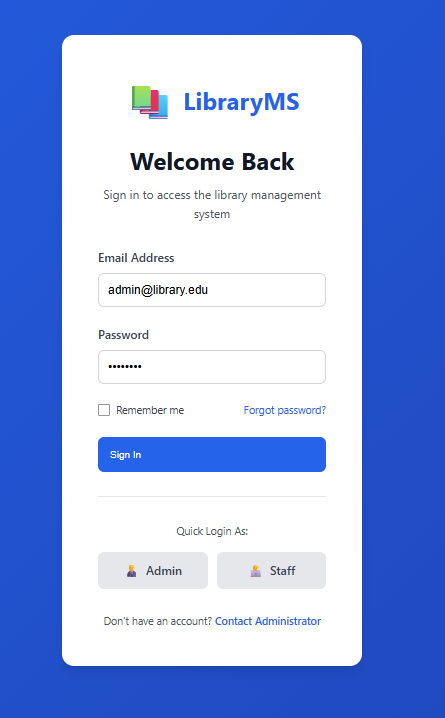 LibraryMS
Welcome Back
Sign in to access the library management
system
Email Address
admin@library.edu
Password
••••••••
Remember me
Forgot password?
Sign In
Quick Login As:
Admin
Staff
Don't have an account? Contact Administrator